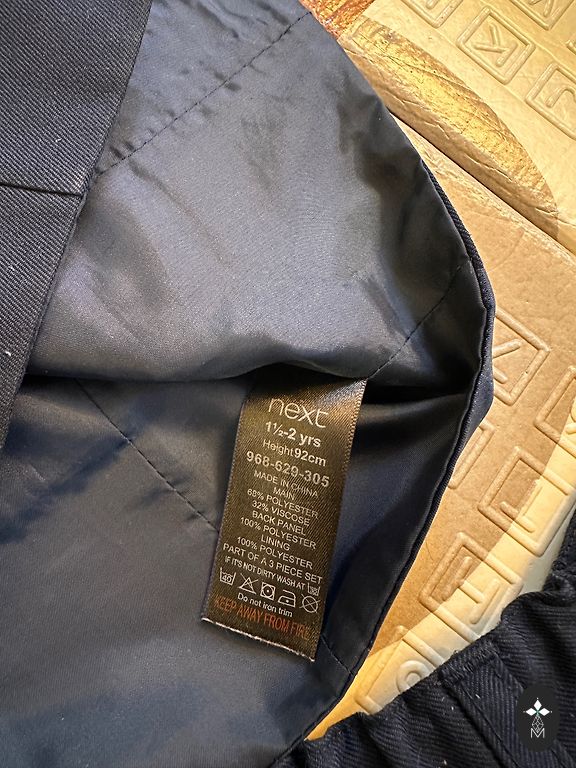 next
1½-2 yrs
Height 92cm
968-629-305
MADE IN CHINA
MAIN
68% POLYESTER
32% VISCOSE
BACK PANEL
100% POLYESTER
LINING
100% POLYESTER
PART OF A 3 PIECE SET
IF IT'S NOT DIRTY WASH AT 30
40
Do not iron trim
KEEP AWAY FROM FIRE
M